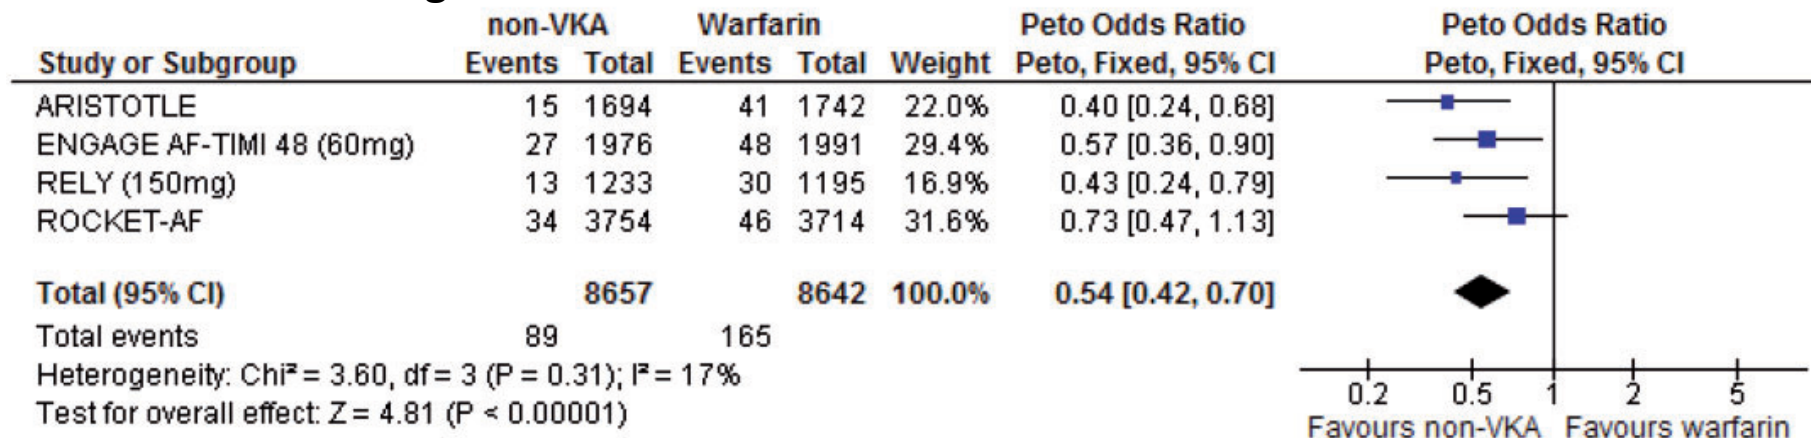 non-VKA Warfarin Peto Odds Ratio Peto Odds Ratio
Study or Subgroup Events Total Events Total Weight Peto, Fixed, 95% CI Peto, Fixed, 95% CI
ARISTOTLE 15 1694 41 1742 22.0% 0.40 [0.24, 0.68]
ENGAGE AF-TIMI 48 (60mg) 27 1976 48 1991 29.4% 0.57 [0.36, 0.90]
RELY (150mg) 13 1233 30 1195 16.9% 0.43 [0.24, 0.79]
ROCKET-AF 34 3754 46 3714 31.6% 0.73 [0.47, 1.13]
Total (95% CI) 8657 8642 100.0% 0.54 [0.42, 0.70]
Total events 89 165
Heterogeneity: Chi² = 3.60, df = 3 (P = 0.31); I² = 17%
Test for overall effect: Z = 4.81 (P < 0.00001)
0.2 0.5 1 2 5
Favours non-VKA Favours warfarin